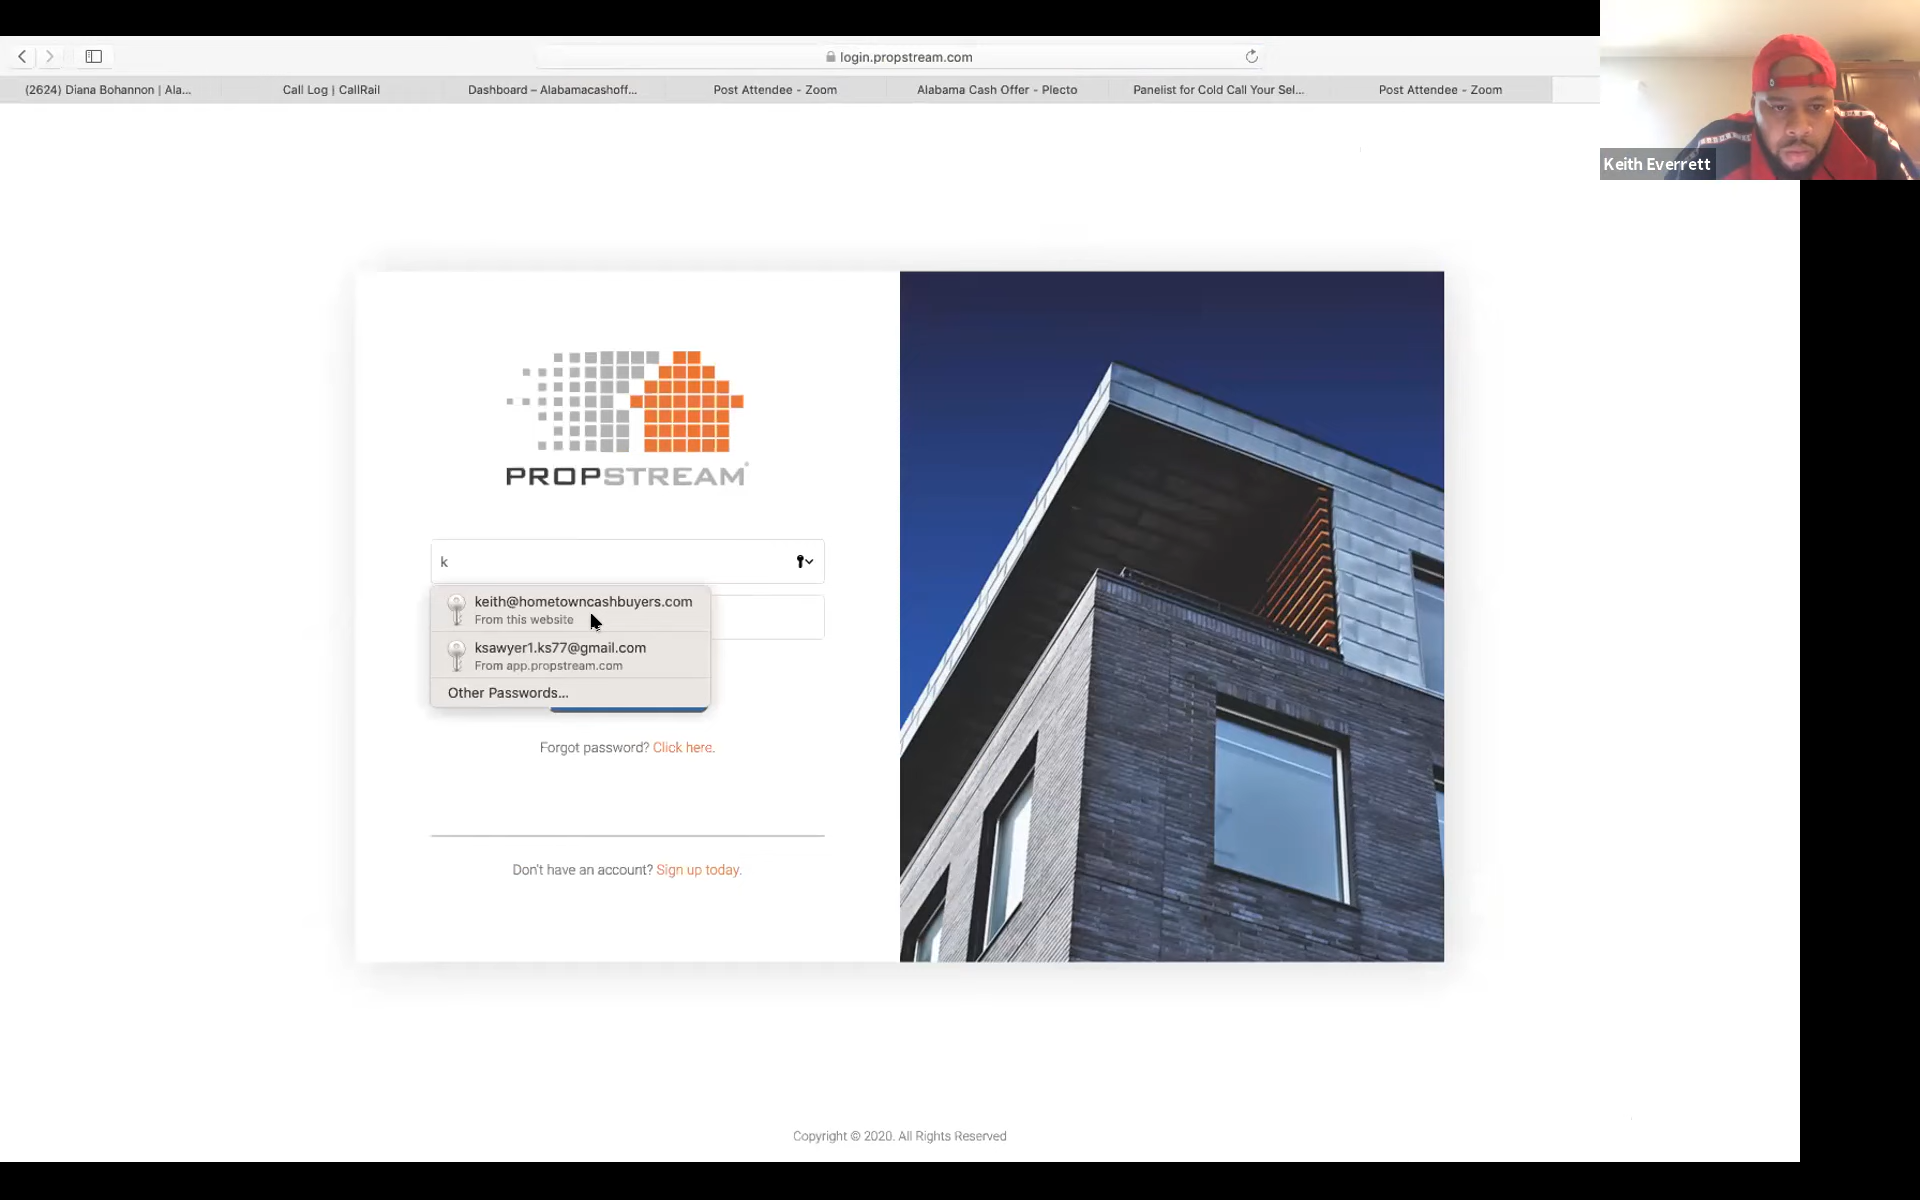 login.propstream.com
(2624) Diana Bohannon | Ala...
Call Log | CallRail
Dashboard – Alabamacashoff...
Post Attendee - Zoom
Alabama Cash Offer - Plecto
Panelist for Cold Call Your Sel...
Post Attendee - Zoom
Keith Everrett
PROPSTREAM
k
keith@hometowncashbuyers.com
From this website
ksawyer1.ks77@gmail.com
From app.propstream.com
Other Passwords...
Forgot password? Click here.
Don't have an account? Sign up today.
Copyright © 2020. All Rights Reserved